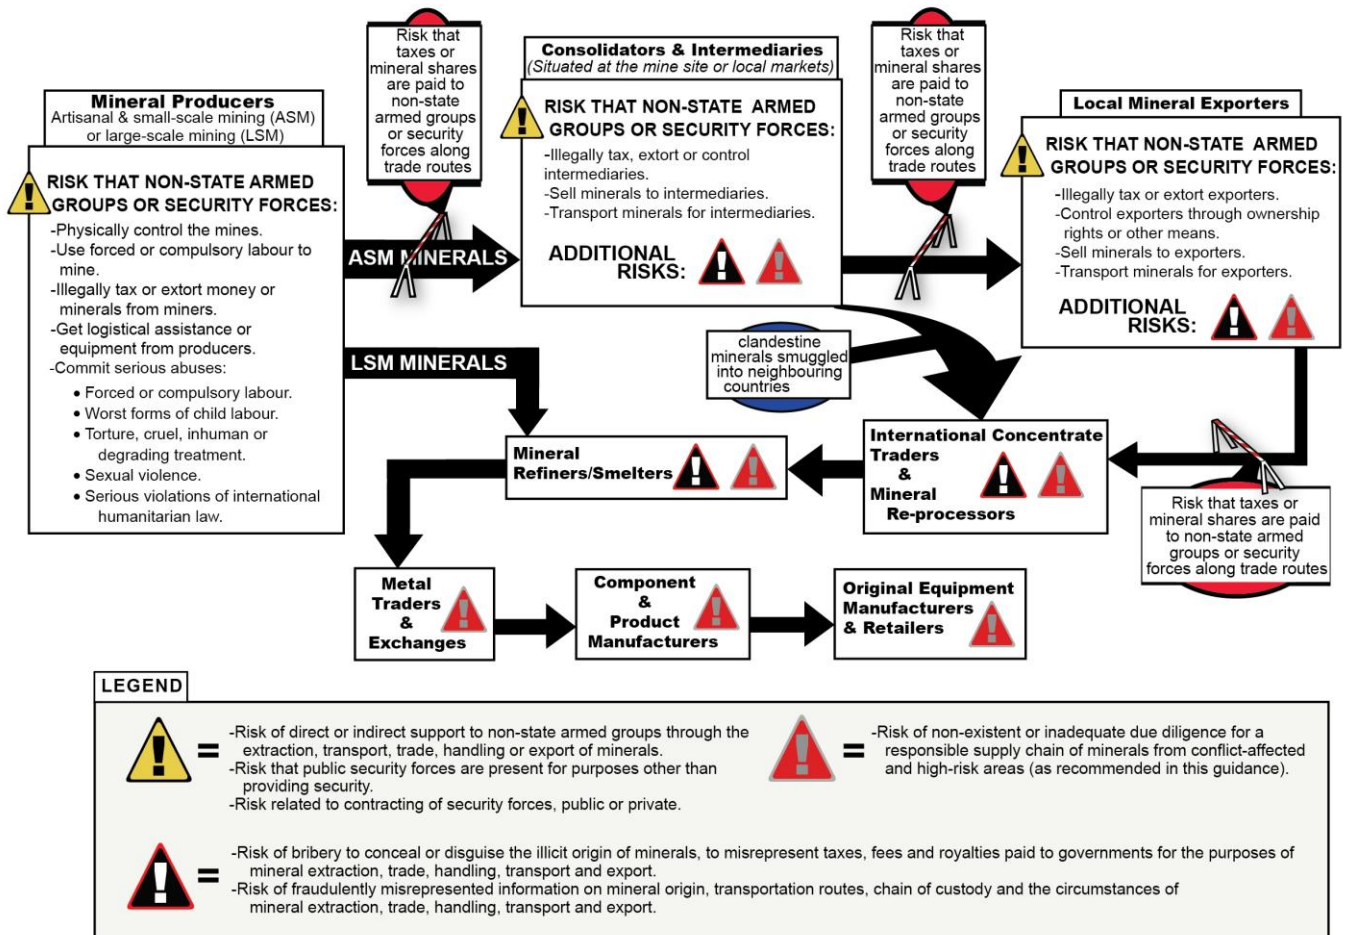 Risk that
taxes or
mineral shares
are paid to
non-state
armed groups
or security
forces along
trade routes
Consolidators & Intermediaries
(Situated at the mine site or local markets)
RISK THAT NON-STATE ARMED
GROUPS OR SECURITY FORCES:
-Illegally tax, extort or control
intermediaries.
-Sell minerals to intermediaries.
-Transport minerals for intermediaries.
ADDITIONAL
RISKS:
Risk that
taxes or
mineral shares
are paid to
non-state
armed groups
or security
forces along
trade routes
Local Mineral Exporters
RISK THAT NON-STATE ARMED
GROUPS OR SECURITY FORCES:
-Illegally tax or extort exporters.
-Control exporters through ownership
rights or other means.
-Sell minerals to exporters.
-Transport minerals for exporters.
ADDITIONAL
RISKS:
Mineral Producers
Artisanal & small-scale mining (ASM)
or large-scale mining (LSM)
RISK THAT NON-STATE ARMED
GROUPS OR SECURITY FORCES:
-Physically control the mines.
-Use forced or compulsory labour to
mine.
-Illegally tax or extort money or
minerals from miners.
-Get logistical assistance or
equipment from producers.
-Commit serious abuses:
• Forced or compulsory labour.
• Worst forms of child labour.
• Torture, cruel, inhuman or
degrading treatment.
• Sexual violence.
• Serious violations of international
humanitarian law.
ASM MINERALS
LSM MINERALS
clandestine
minerals smuggled
into neighbouring
countries
Mineral
Refiners/Smelters
International Concentrate
Traders
&
Mineral
Re-processors
Risk that taxes or
mineral shares are paid
to non-state armed
groups or security
forces along trade routes
Metal
Traders
&
Exchanges
Component
&
Product
Manufacturers
Original Equipment
Manufacturers
& Retailers
LEGEND
=
-Risk of direct or indirect support to non-state armed groups through the
extraction, transport, trade, handling or export of minerals.
-Risk that public security forces are present for purposes other than
providing security.
-Risk related to contracting of security forces, public or private.
=
-Risk of non-existent or inadequate due diligence for a
responsible supply chain of minerals from conflict-affected
and high-risk areas (as recommended in this guidance).
=
-Risk of bribery to conceal or disguise the illicit origin of minerals, to misrepresent taxes, fees and royalties paid to governments for the purposes of
mineral extraction, trade, handling, transport and export.
-Risk of fraudulently misrepresented information on mineral origin, transportation routes, chain of custody and the circumstances of
mineral extraction, trade, handling, transport and export.